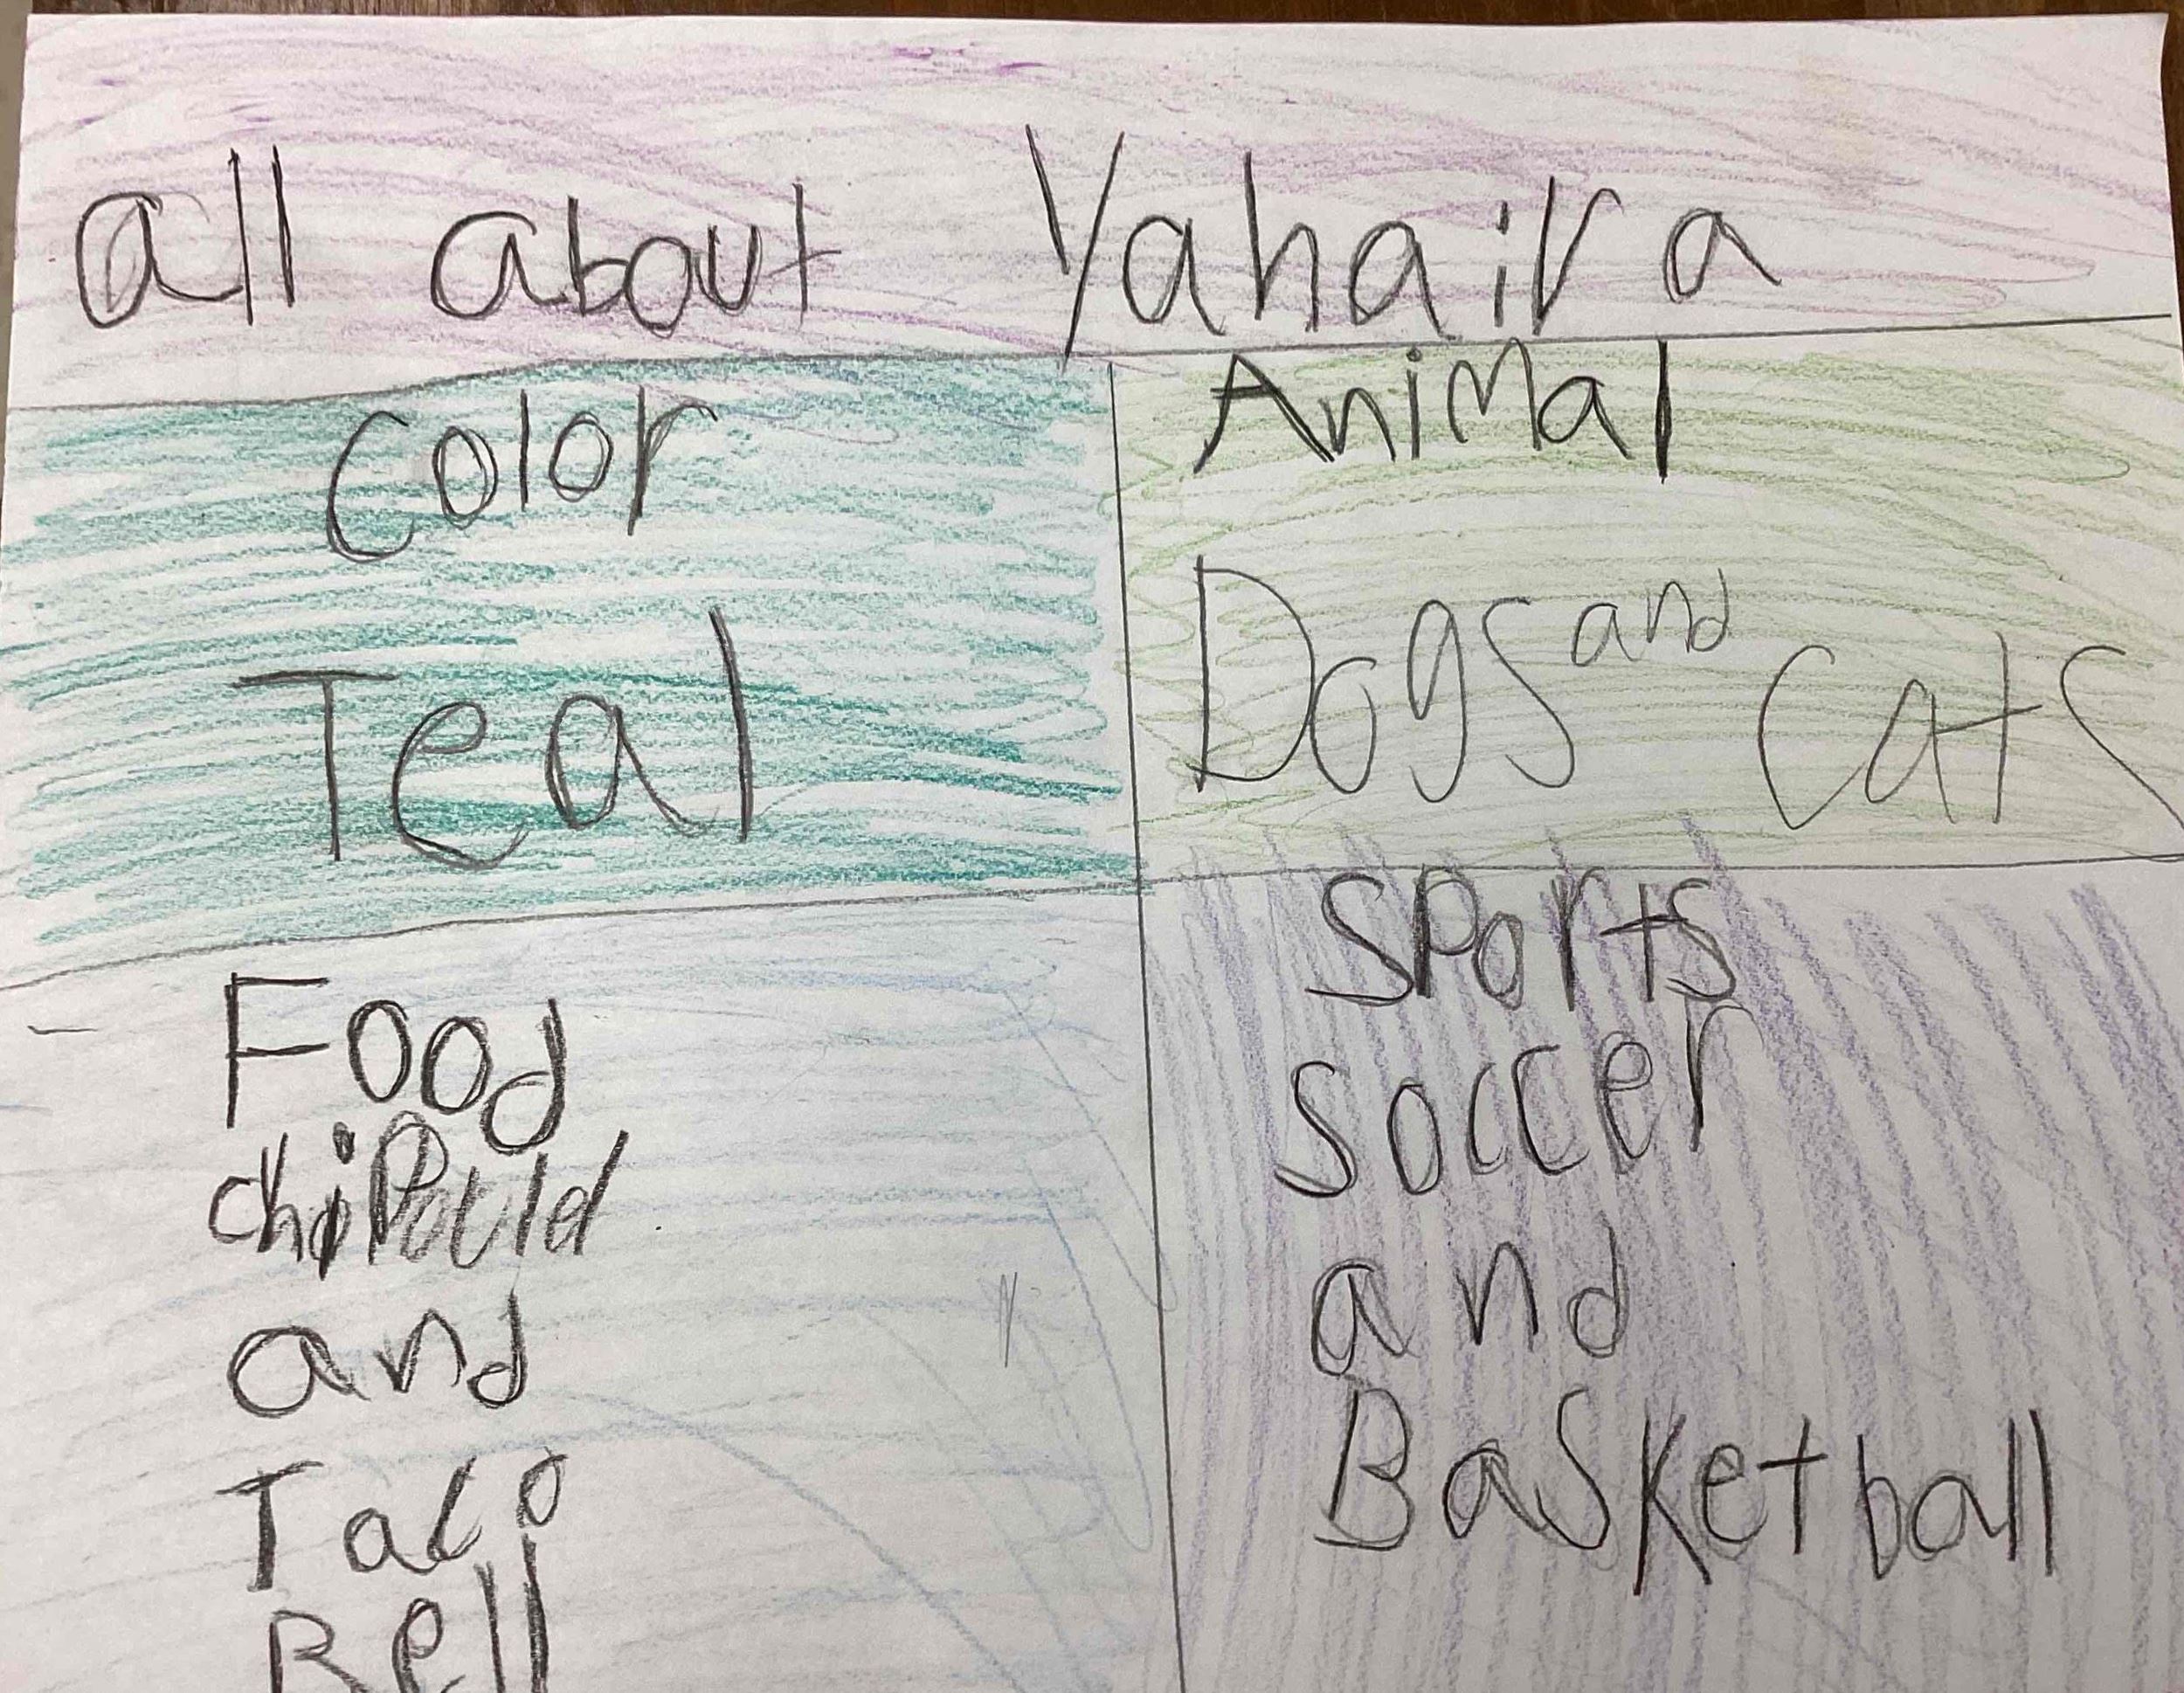 all about Yahaira
Color
Teal
Animal
Dogs and cats
Food
and
Taco
Bell
sports
soccer
and
Basketball